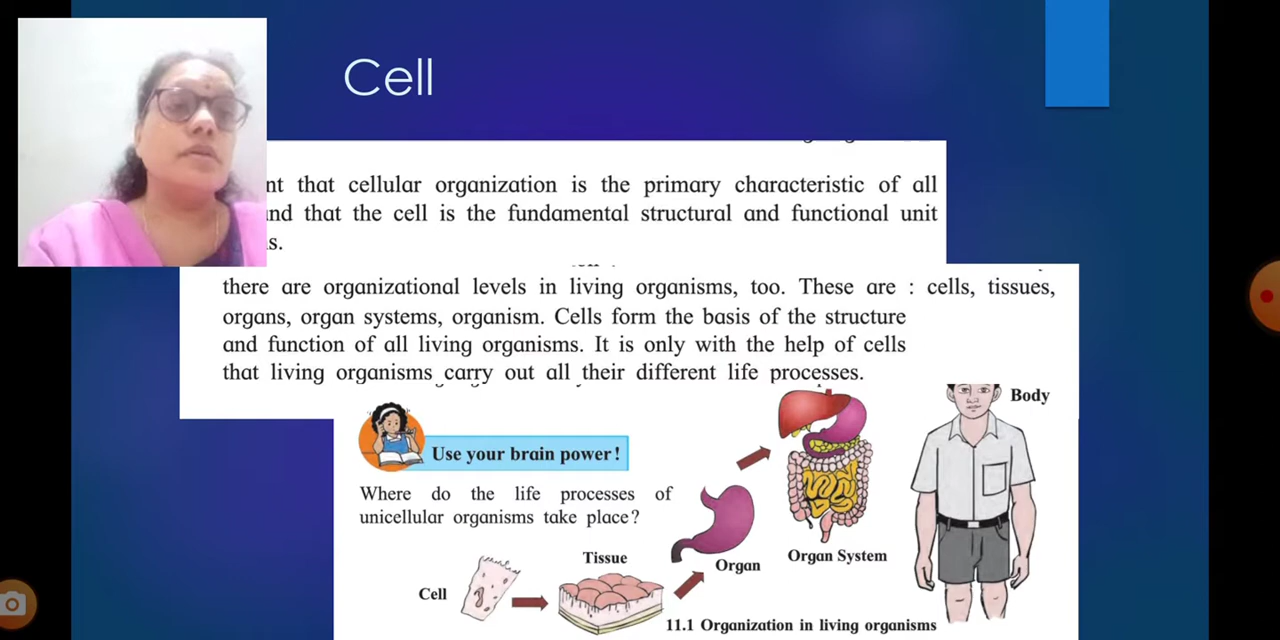 Cell
nt that cellular organization is the primary characteristic of all
and that the cell is the fundamental structural and functional unit
s.
there are organizational levels in living organisms, too. These are : cells, tissues,
organs, organ systems, organism. Cells form the basis of the structure
and function of all living organisms. It is only with the help of cells
that living organisms carry out all their different life processes.
Body
Use your brain power!
Where do the life processes of
unicellular organisms take place?
Tissue
Organ
Organ System
Cell
11.1 Organization in living organisms